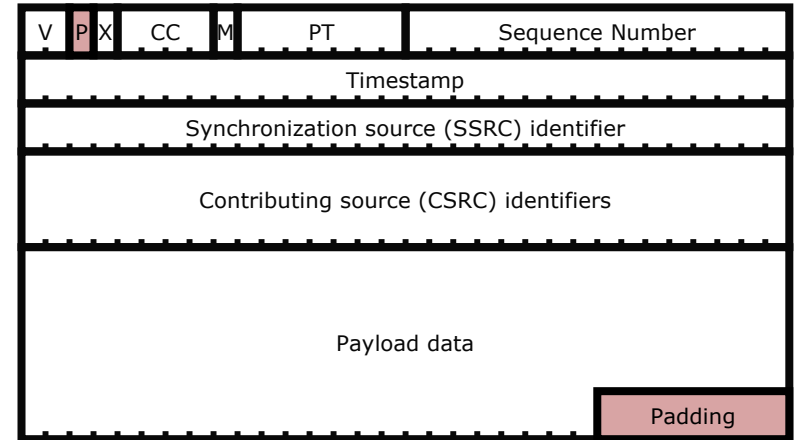 V P X CC M PT Sequence Number
Timestamp
Synchronization source (SSRC) identifier
Contributing source (CSRC) identifiers
Payload data
Padding